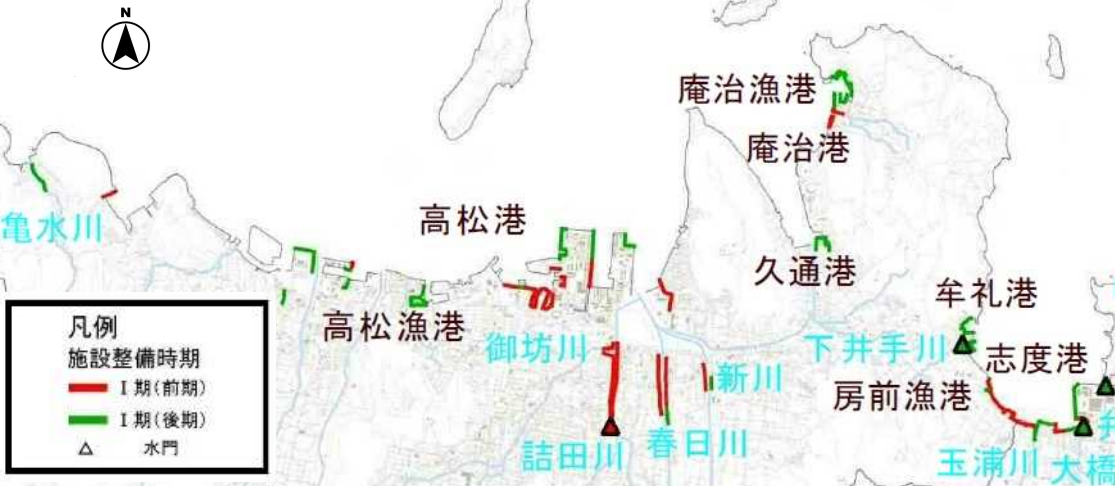 N
庵治漁港
庵治港
亀水川
高松港
久通港
牟礼港
高松漁港
御坊川
下井手川
志度港
新川
房前漁港
詰田川
春日川
玉浦川
大橋
凡例
施設整備時期
Ⅰ期(前期)
Ⅰ期(後期)
水門